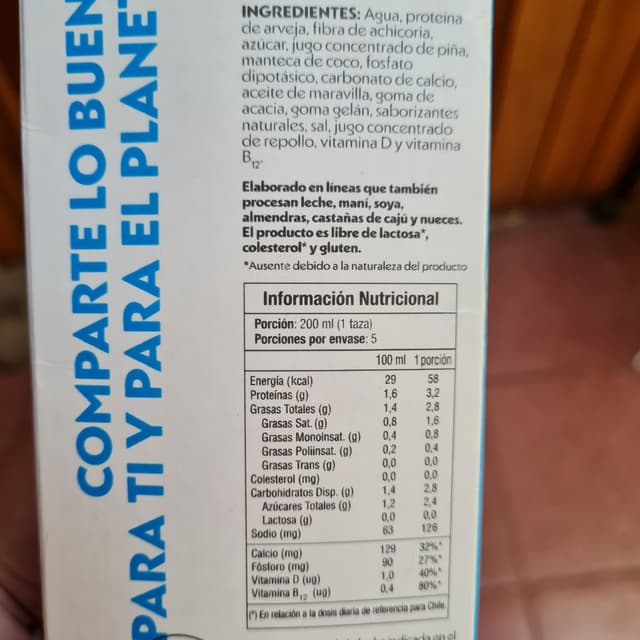 COMPARTE LO BUEN
PARA TI Y PARA EL PLANE
INGREDIENTES: Agua, proteína
de arveja, fibra de achicoria,
azúcar, jugo concentrado de piña,
manteca de coco, fosfato
dipotásico, carbonato de calcio,
aceite de maravilla, goma de
acacia, goma gelán, saborizantes
naturales, sal, jugo concentrado
de repollo, vitamina D y vitamina
B12.
Elaborado en líneas que también
procesan leche, maní, soya,
almendras, castañas de cajú y nueces.
El producto es libre de lactosa*,
colesterol* y gluten.
*Ausente debido a la naturaleza del producto
Información Nutricional
Porción: 200 ml (1 taza)
Porciones por envase: 5
100 ml 1 porción
Energía (kcal) 29 58
Proteínas (g) 1,6 3,2
Grasas Totales (g) 1,4 2,8
Grasas Sat. (g) 0,8 1,6
Grasas Monoinsat. (g) 0,4 0,8
Grasas Poliinsat. (g) 0,2 0,4
Grasas Trans (g) 0,0 0,0
Colesterol (mg) 0,0 0,0
Carbohidratos Disp. (g) 1,4 2,8
Azúcares Totales (g) 1,2 2,4
Lactosa (g) 0,0 0,0
Sodio (mg) 63 126
Calcio (mg) 129 32%*
Fósforo (mg) 90 27%*
Vitamina D (ug) 1,0 40%*
Vitamina B12 (ug) 0,4 80%*
(*) En relación a la dosis diaria de referencia para Chile.